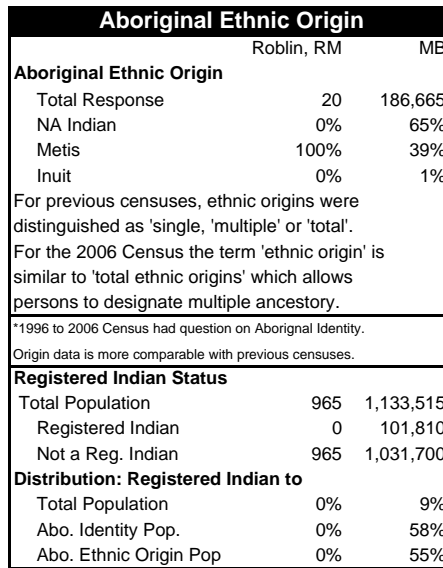 Aboriginal Ethnic Origin
Roblin, RM MB
Aboriginal Ethnic Origin
Total Response 20 186,665
NA Indian 0% 65%
Metis 100% 39%
Inuit 0% 1%
For previous censuses, ethnic origins were
distinguished as 'single, 'multiple' or 'total'.
For the 2006 Census the term 'ethnic origin' is
similar to 'total ethnic origins' which allows
persons to designate multiple ancestory.
*1996 to 2006 Census had question on Aborignal Identity.
Origin data is more comparable with previous censuses.
Registered Indian Status
Total Population 965 1,133,515
Registered Indian 0 101,810
Not a Reg. Indian 965 1,031,700
Distribution: Registered Indian to
Total Population 0% 9%
Abo. Identity Pop. 0% 58%
Abo. Ethnic Origin Pop 0% 55%